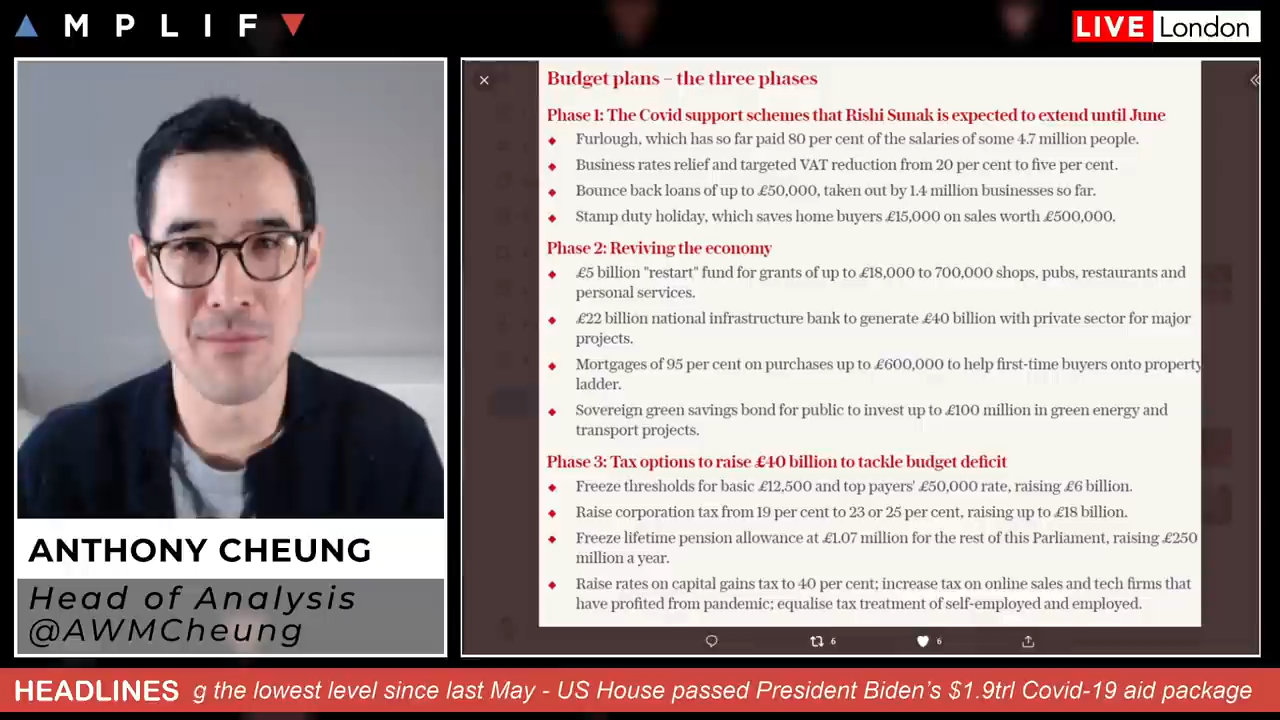 AMPLIFY
LIVE London
Budget plans – the three phases
Phase 1: The Covid support schemes that Rishi Sunak is expected to extend until June
Furlough, which has so far paid 80 per cent of the salaries of some 4.7 million people.
Business rates relief and targeted VAT reduction from 20 per cent to five per cent.
Bounce back loans of up to £50,000, taken out by 1.4 million businesses so far.
Stamp duty holiday, which saves home buyers £15,000 on sales worth £500,000.
Phase 2: Reviving the economy
£5 billion "restart" fund for grants of up to £18,000 to 700,000 shops, pubs, restaurants and
personal services.
£22 billion national infrastructure bank to generate £40 billion with private sector for major
projects.
Mortgages of 95 per cent on purchases up to £600,000 to help first-time buyers onto property
ladder.
Sovereign green savings bond for public to invest up to £100 million in green energy and
transport projects.
Phase 3: Tax options to raise £40 billion to tackle budget deficit
Freeze thresholds for basic £12,500 and top payers' £50,000 rate, raising £6 billion.
Raise corporation tax from 19 per cent to 23 or 25 per cent, raising up to £18 billion.
Freeze lifetime pension allowance at £1.07 million for the rest of this Parliament, raising £250
million a year.
Raise rates on capital gains tax to 40 per cent; increase tax on online sales and tech firms that
have profited from pandemic; equalise tax treatment of self-employed and employed.
6 6
ANTHONY CHEUNG
Head of Analysis
@AWMCheung
HEADLINES g the lowest level since last May - US House passed President Biden's $1.9trl Covid-19 aid package